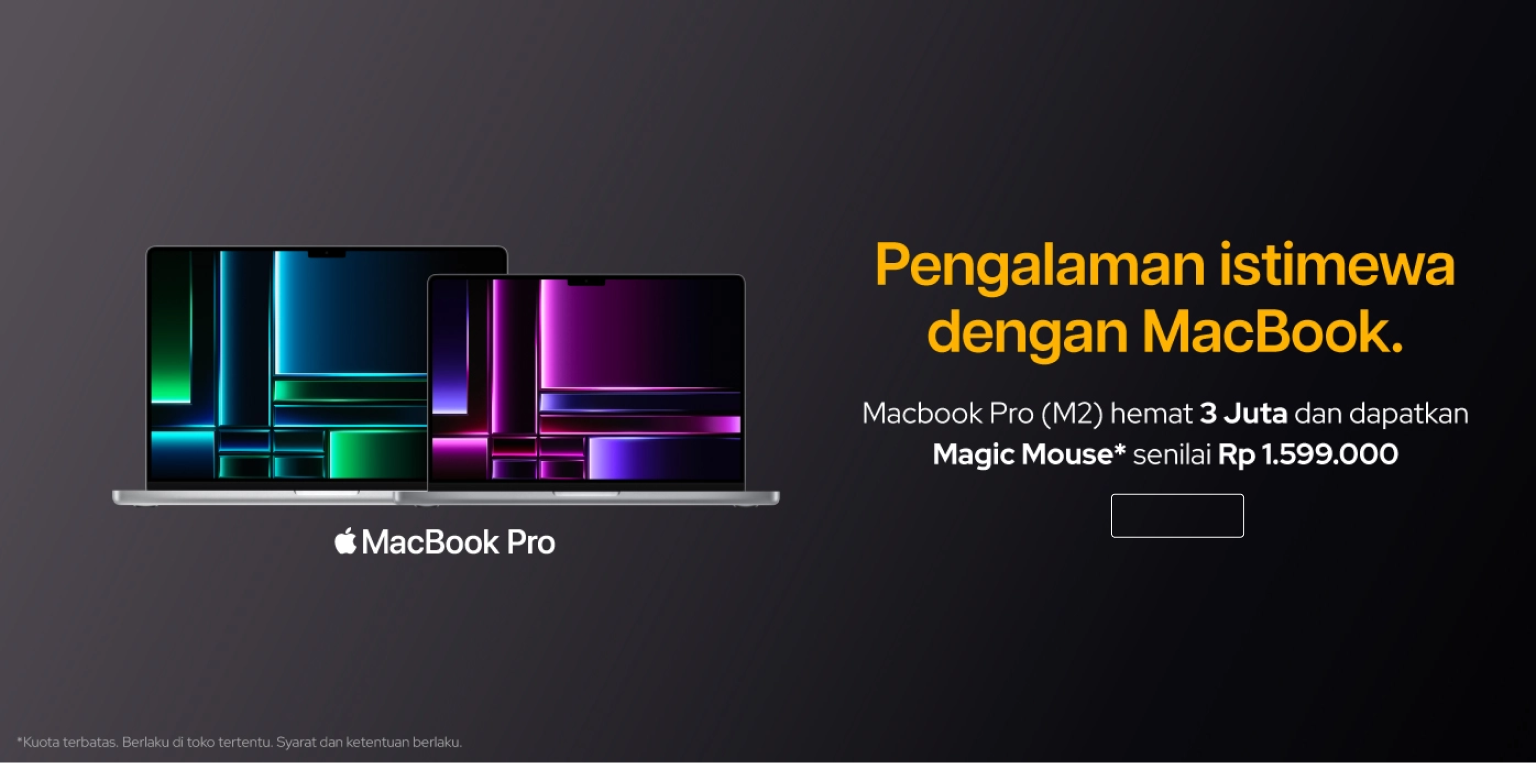 Pengalaman istimewa
dengan MacBook.
Macbook Pro (M2) hemat 3 Juta dan dapatkan
Magic Mouse* senilai Rp 1.599.000
MacBook Pro
*Kuota terbatas. Berlaku di toko tertentu. Syarat dan ketentuan berlaku.